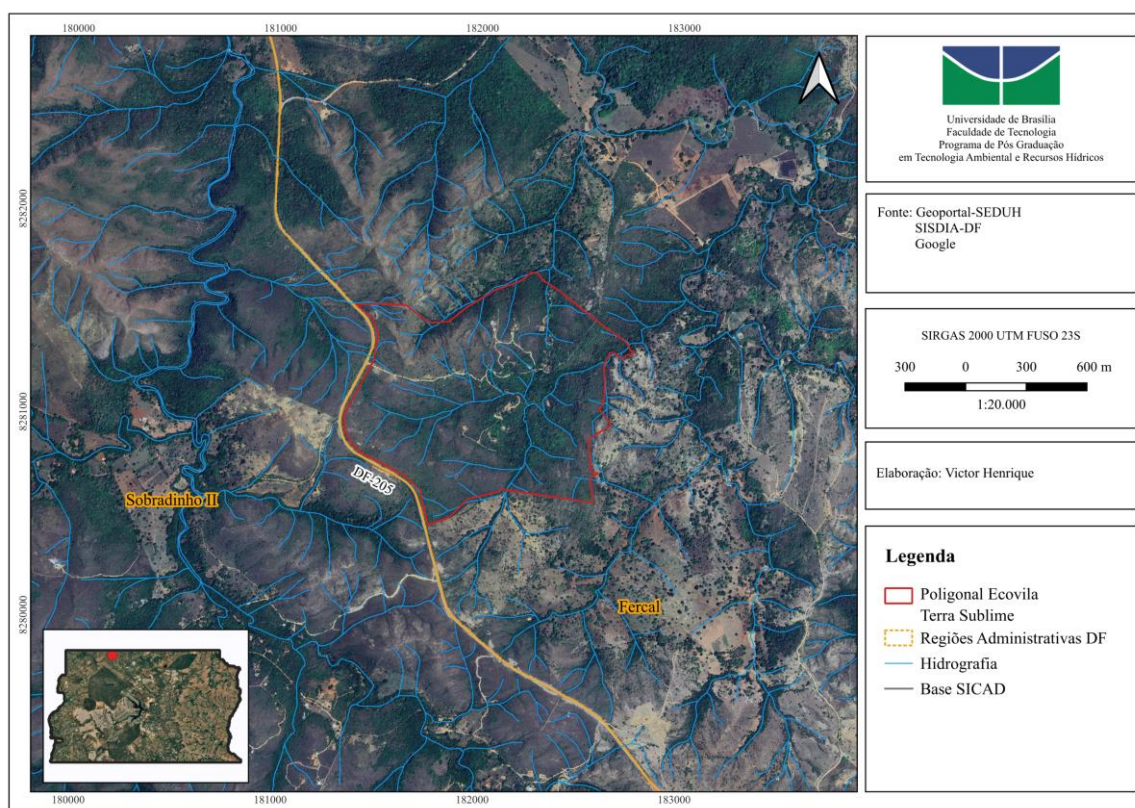 180000
181000
182000
183000
8282000
8281000
8280000
DF-205
Sobradinho II
Fercal
180000
181000
182000
183000
Universidade de Brasília
Faculdade de Tecnologia
Programa de Pós Graduação
em Tecnologia Ambiental e Recursos Hídricos
Fonte: Geoportal-SEDUH
SISDIA-DF
Google
SIRGAS 2000 UTM FUSO 23S
300 0 300 600 m
1:20.000
Elaboração: Victor Henrique
Legenda
Poligonal Ecovila
Terra Sublime
Regiões Administrativas DF
Hidrografia
Base SICAD